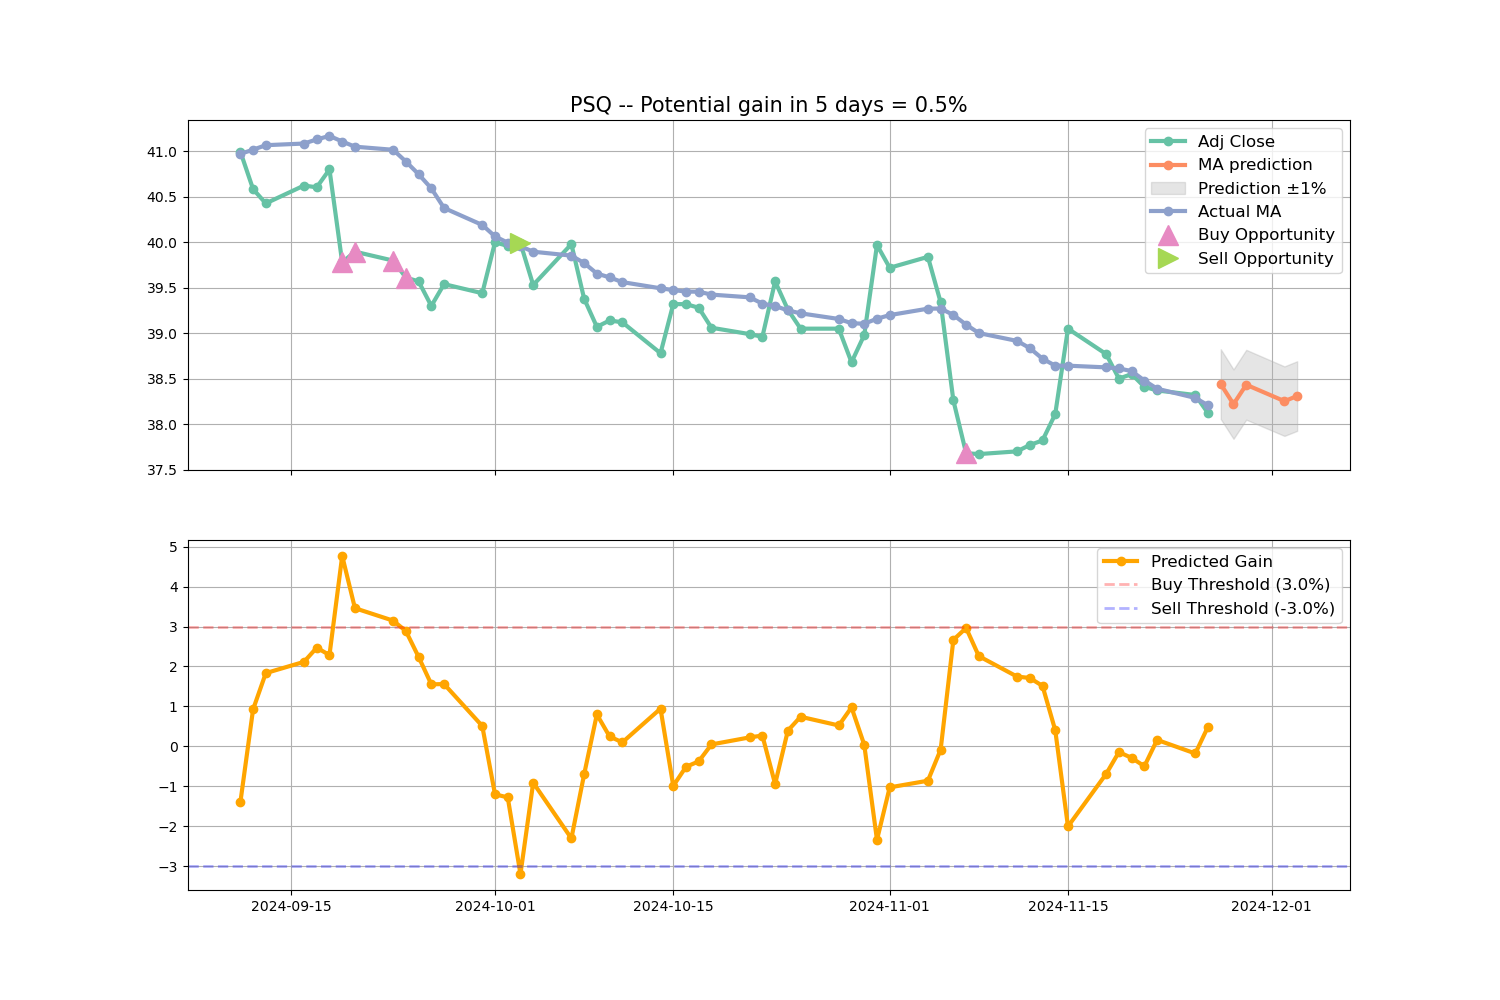 PSQ -- Potential gain in 5 days = 0.5%
41.0
40.5
40.0
39.5
39.0
38.5
38.0
37.5
Adj Close
MA prediction
Prediction ±1%
Actual MA
Buy Opportunity
Sell Opportunity
5
4
3
2
1
0
−1
−2
−3
Predicted Gain
Buy Threshold (3.0%)
Sell Threshold (-3.0%)
2024-09-15
2024-10-01
2024-10-15
2024-11-01
2024-11-15
2024-12-01